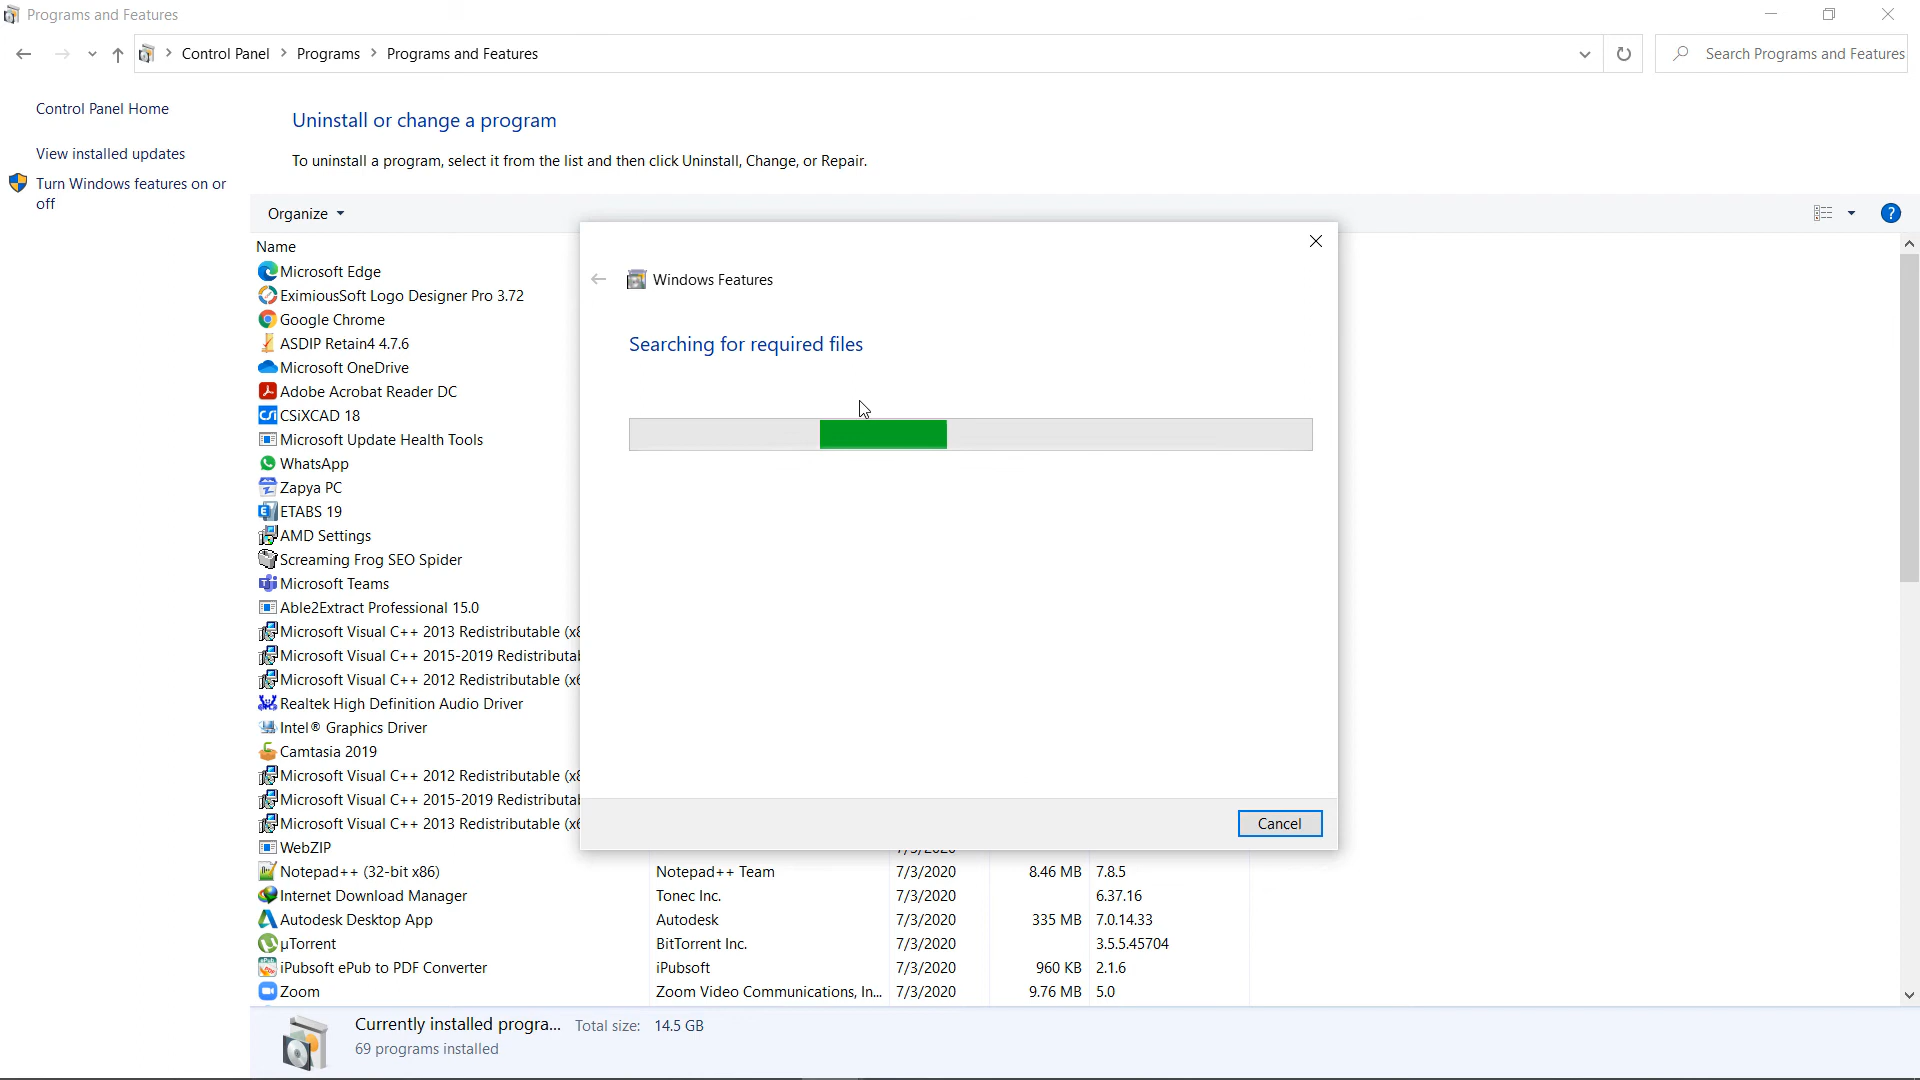 Programs and Features
Control Panel > Programs > Programs and Features
Search Programs and Features
Control Panel Home
View installed updates
Turn Windows features on or
off
Uninstall or change a program
To uninstall a program, select it from the list and then click Uninstall, Change, or Repair.
Organize
Name
Microsoft Edge
EximiousSoft Logo Designer Pro 3.72
Google Chrome
ASDIP Retain4 4.7.6
Microsoft OneDrive
Adobe Acrobat Reader DC
CSiXCAD 18
Microsoft Update Health Tools
WhatsApp
Zapya PC
ETABS 19
AMD Settings
Screaming Frog SEO Spider
Microsoft Teams
Able2Extract Professional 15.0
Microsoft Visual C++ 2013 Redistributable
Microsoft Visual C++ 2015-2019
Microsoft Visual C++ 2012 Redistributable
Realtek High Definition Audio Driver
Intel® Graphics Driver
Camtasia 2019
Microsoft Visual C++ 2012 Redistributable
Microsoft Visual C++ 2015-2019
Microsoft Visual C++ 2013 Redistributable
WebZIP
Notepad++ (32-bit x86) Notepad++ Team 7/3/2020 8.46 MB 7.8.5
Internet Download Manager Tonec Inc. 7/3/2020 6.37.16
Autodesk Desktop App Autodesk 7/3/2020 335 MB 7.0.14.33
µTorrent BitTorrent Inc. 7/3/2020 3.5.5.45704
iPubsoft ePub to PDF Converter iPubsoft 7/3/2020 960 KB 2.1.6
Zoom Zoom Video Communications, In... 7/3/2020 9.76 MB 5.0
Windows Features
Searching for required files
Cancel
Currently installed progra... Total size: 14.5 GB
69 programs installed